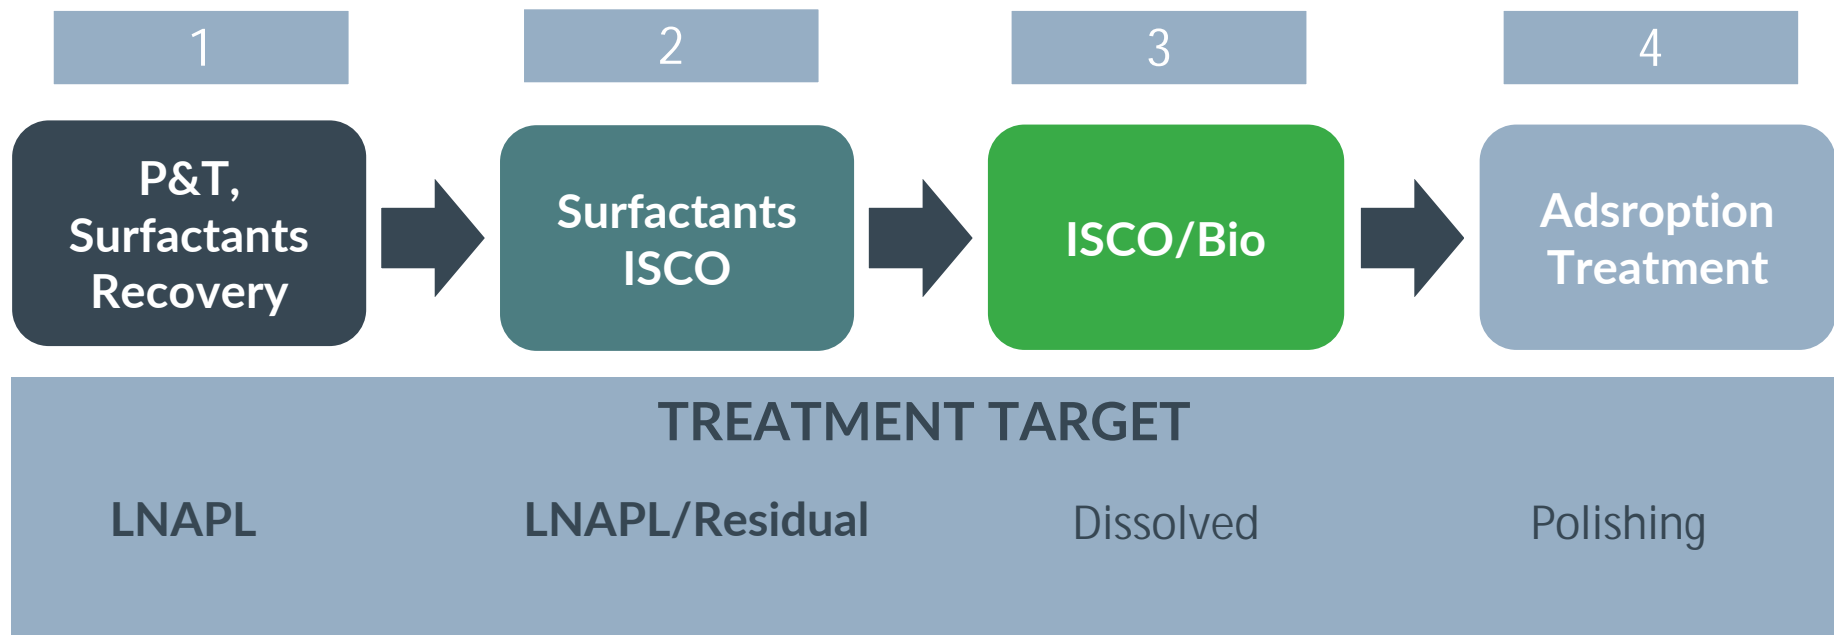 1
2
3
4
P&T,
Surfactants
Recovery
Surfactants
ISCO
ISCO/Bio
Adsroption
Treatment
TREATMENT TARGET
LNAPL
LNAPL/Residual
Dissolved
Polishing